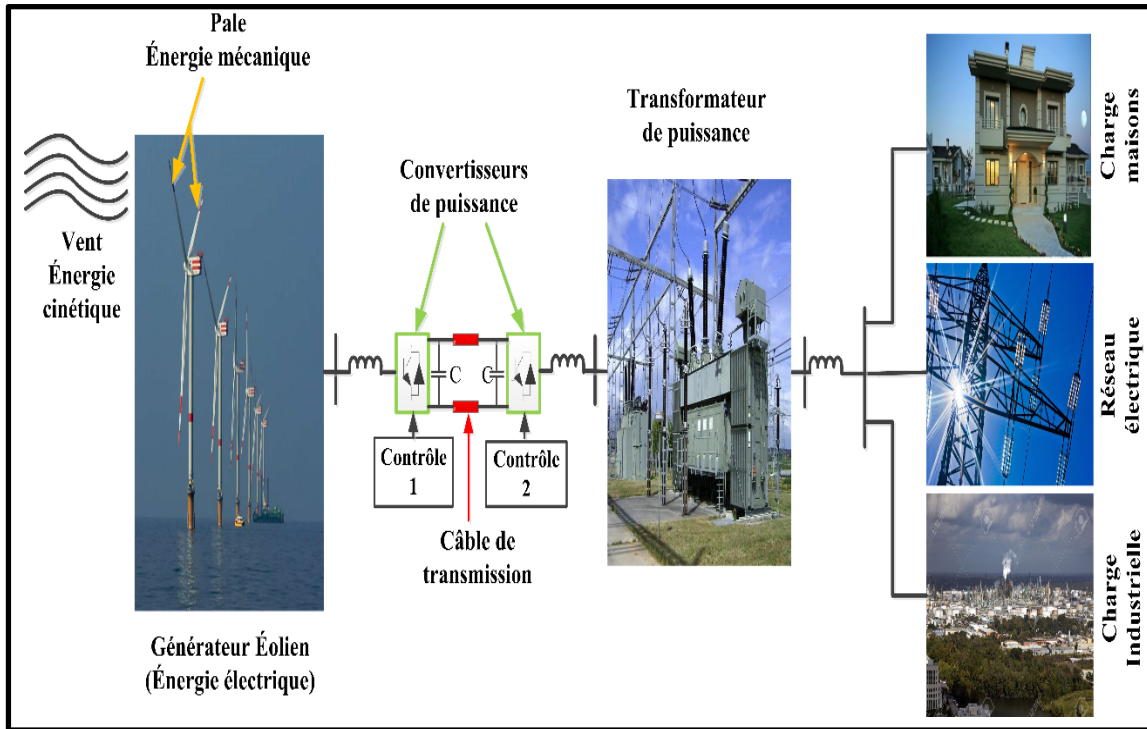 Pale
Énergie mécanique
Vent
Énergie
cinétique
Générateur Éolien
(Énergie électrique)
Convertisseurs
de puissance
C
C
Contrôle
1
Contrôle
2
Câble de
transmission
Transformateur
de puissance
Charge
maisons
Réseau
électrique
Charge
Industrielle